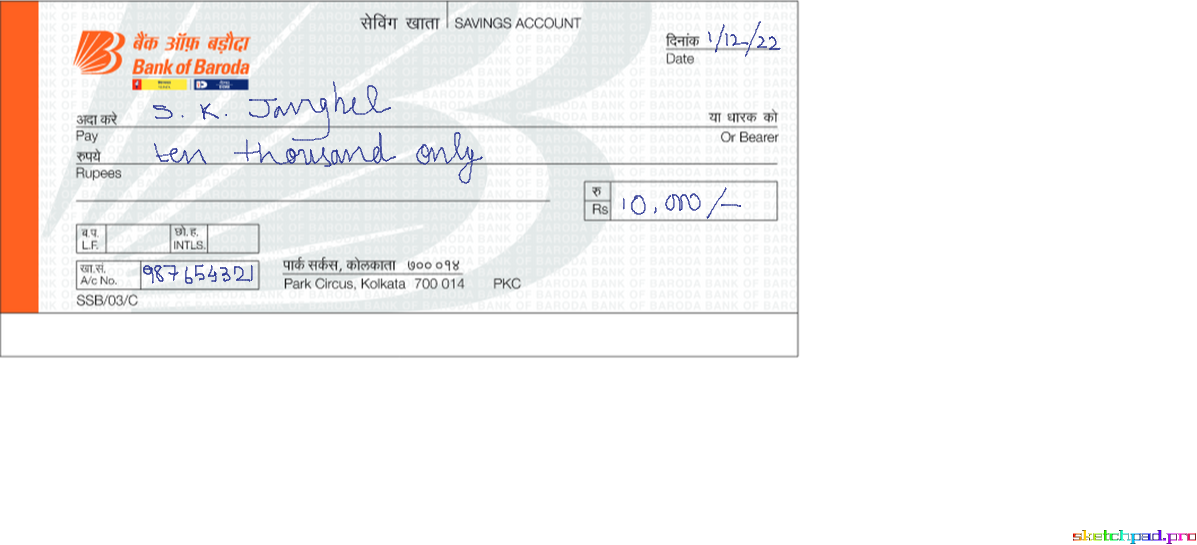 सेविंग खाता SAVINGS ACCOUNT
बैंक ऑफ़ बड़ौदा
Bank of Baroda
दिनांक 1/12/22
Date
अदा करे S. K. Janghel या धारक को
Pay Or Bearer
रुपये ten thousand only
Rupees
रु
Rs 10,000/-
ब.प. छो.ह.
L.F. INTLS.
खा.सं. 987654321
A/c No.
पार्क सर्कस, कोलकाता ७०० ०१४
Park Circus, Kolkata 700 014 PKC
SSB/03/C
sketchpad.pro